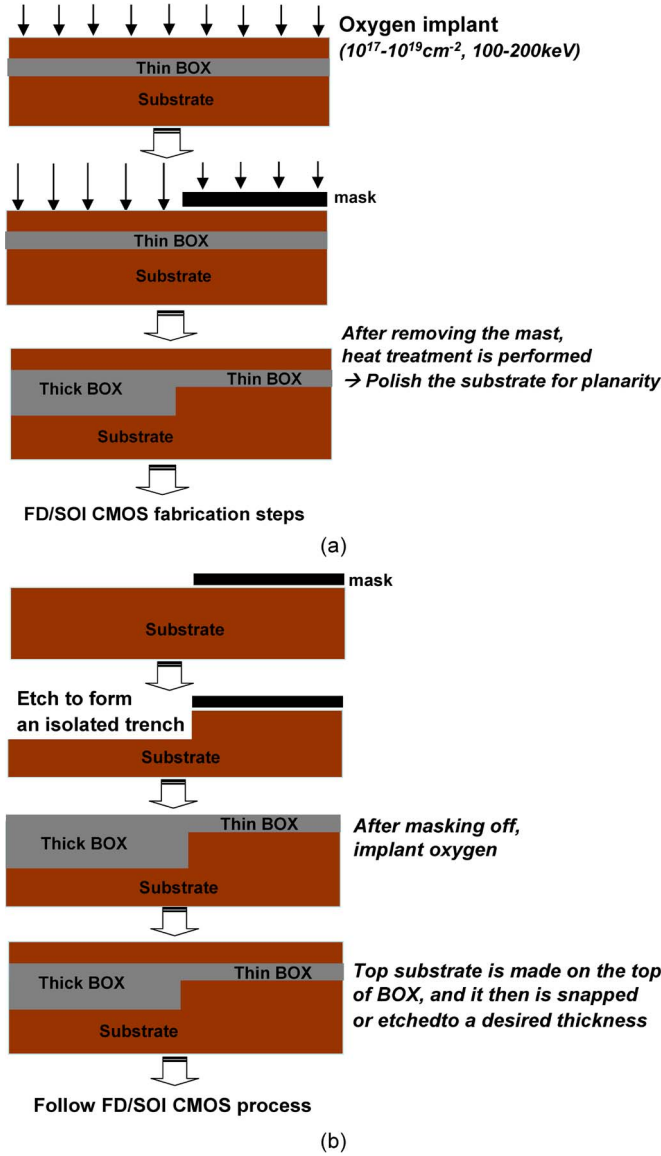 Oxygen implant
(10¹⁷-10¹⁹cm⁻², 100-200keV)
Thin BOX
Substrate
mask
Thin BOX
Substrate
After removing the mast,
heat treatment is performed
→ Polish the substrate for planarity
Thick BOX
Thin BOX
Substrate
FD/SOI CMOS fabrication steps
(a)
mask
Substrate
Etch to form
an isolated trench
Substrate
Thin BOX
Thick BOX
Substrate
After masking off,
implant oxygen
Thick BOX
Thin BOX
Substrate
Top substrate is made on the top
of BOX, and it then is snapped
or etchedto a desired thickness
Follow FD/SOI CMOS process
(b)